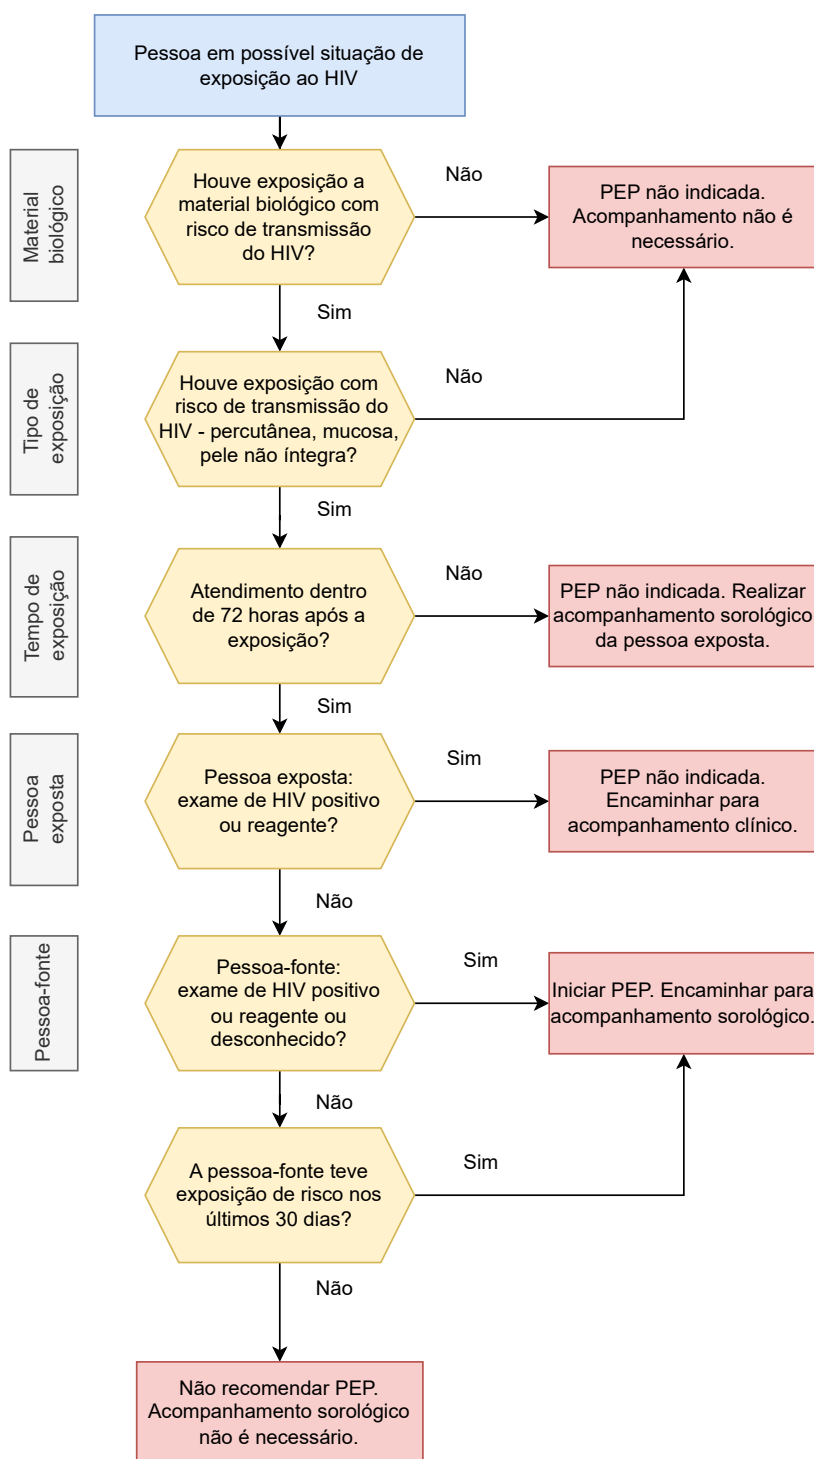 Pessoa em possível situação de
exposição ao HIV
Material
biológico
Houve exposição a
material biológico com
risco de transmissão
do HIV?
Não
PEP não indicada.
Acompanhamento não é
necessário.
Sim
Tipo de
exposição
Houve exposição com
risco de transmissão do
HIV - percutânea, mucosa,
pele não íntegra?
Não
Sim
Tempo de
exposição
Atendimento dentro
de 72 horas após a
exposição?
Não
PEP não indicada. Realizar
acompanhamento sorológico
da pessoa exposta.
Sim
Pessoa
exposta
Pessoa exposta:
exame de HIV positivo
ou reagente?
Sim
PEP não indicada.
Encaminhar para
acompanhamento clínico.
Não
Pessoa-fonte
Pessoa-fonte:
exame de HIV positivo
ou reagente ou
desconhecido?
Sim
Iniciar PEP. Encaminhar para
acompanhamento sorológico.
Não
A pessoa-fonte teve
exposição de risco nos
últimos 30 dias?
Sim
Não
Não recomendar PEP.
Acompanhamento sorológico
não é necessário.